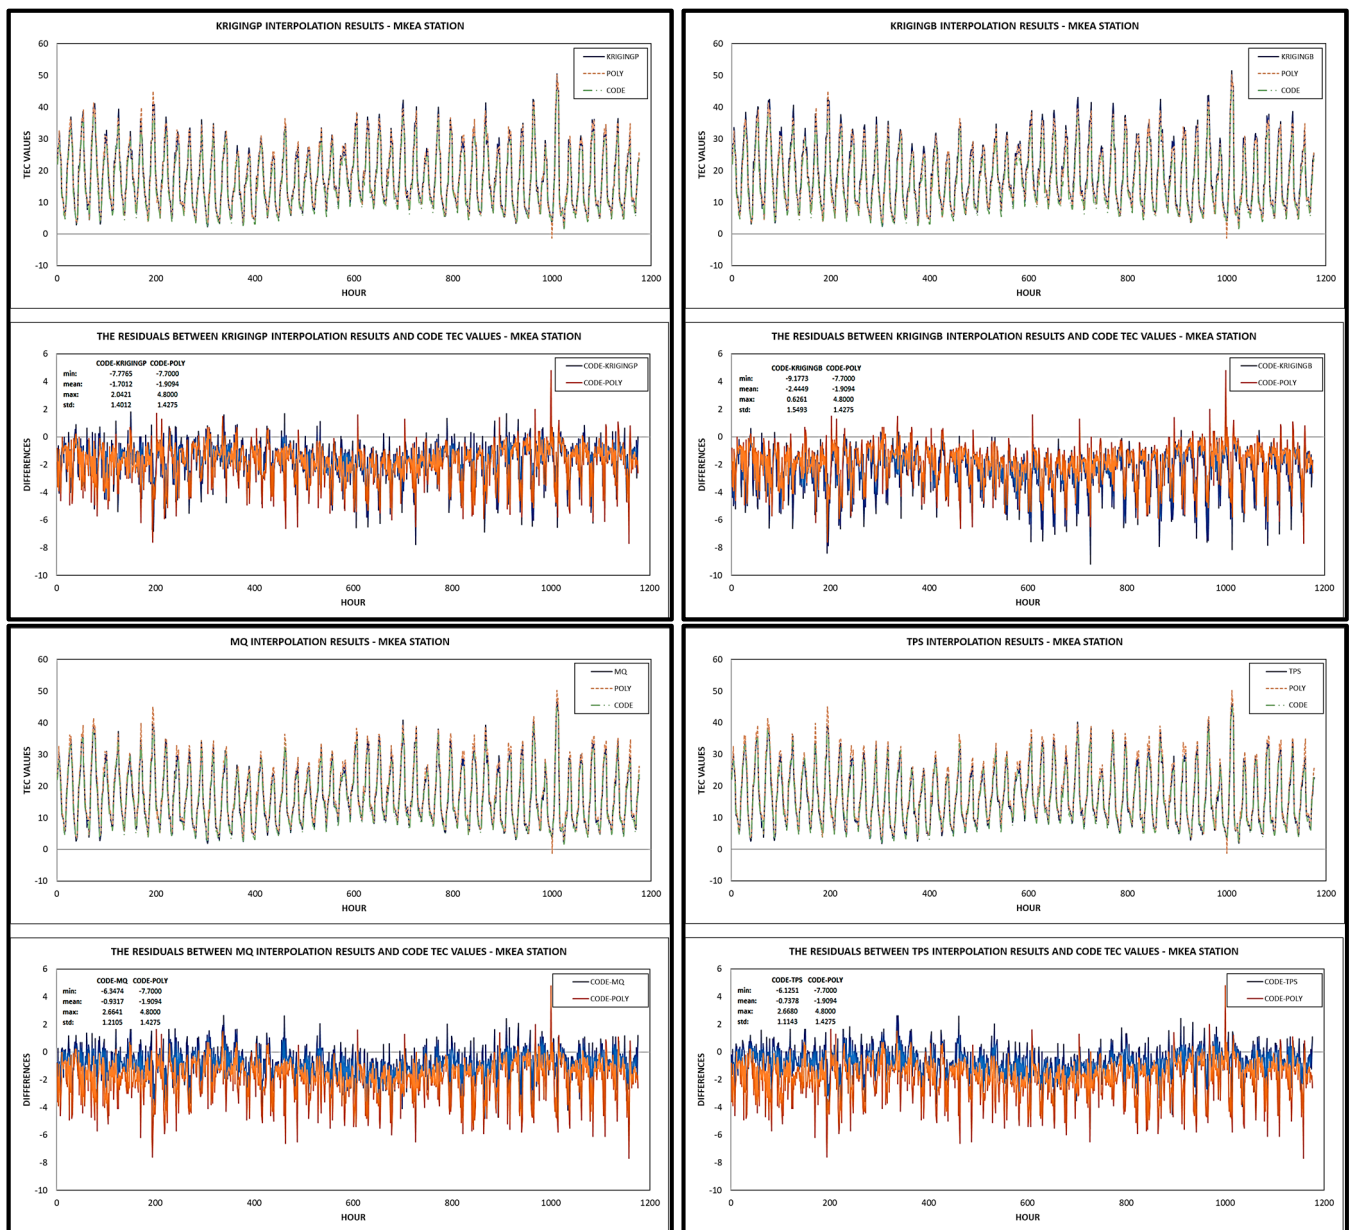 KRIGINGP INTERPOLATION RESULTS - MKEA STATION
60
50
40
30
20
10
0
-10
TEC VALUES
KRIGINGP
POLY
CODE
0 200 400 600 800 1000 1200
HOUR
THE RESIDUALS BETWEEN KRIGINGP INTERPOLATION RESULTS AND CODE TEC VALUES - MKEA STATION
6
4
2
0
-2
-4
-6
-8
-10
DIFFERENCES
CODE-KRIGINGP CODE-POLY
min: -7.7765 -7.7000
mean: -1.7012 -1.9094
max: 2.0421 4.8000
std: 1.4012 1.4275
CODE-KRIGINGP
CODE-POLY
0 200 400 600 800 1000 1200
HOUR
KRIGINGB INTERPOLATION RESULTS - MKEA STATION
60
50
40
30
20
10
0
-10
TEC VALUES
KRIGINGB
POLY
CODE
0 200 400 600 800 1000 1200
HOUR
THE RESIDUALS BETWEEN KRIGINGB INTERPOLATION RESULTS AND CODE TEC VALUES - MKEA STATION
6
4
2
0
-2
-4
-6
-8
-10
DIFFERENCES
CODE-KRIGINGB CODE-POLY
min: -9.1773 -7.7000
mean: -2.4449 -1.9094
max: 0.6261 4.8000
std: 1.5493 1.4275
CODE-KRIGINGB
CODE-POLY
0 200 400 600 800 1000 1200
HOUR
MQ INTERPOLATION RESULTS - MKEA STATION
60
50
40
30
20
10
0
-10
TEC VALUES
MQ
POLY
CODE
0 200 400 600 800 1000 1200
HOUR
THE RESIDUALS BETWEEN MQ INTERPOLATION RESULTS AND CODE TEC VALUES - MKEA STATION
6
4
2
0
-2
-4
-6
-8
-10
DIFFERENCES
CODE-MQ CODE-POLY
min: -6.3474 -7.7000
mean: -0.9317 -1.9094
max: 2.6641 4.8000
std: 1.2105 1.4275
CODE-MQ
CODE-POLY
0 200 400 600 800 1000 1200
HOUR
TPS INTERPOLATION RESULTS - MKEA STATION
60
50
40
30
20
10
0
-10
TEC VALUES
TPS
POLY
CODE
0 200 400 600 800 1000 1200
HOUR
THE RESIDUALS BETWEEN TPS INTERPOLATION RESULTS AND CODE TEC VALUES - MKEA STATION
6
4
2
0
-2
-4
-6
-8
-10
DIFFERENCES
CODE-TPS CODE-POLY
min: -6.1251 -7.7000
mean: -0.7378 -1.9094
max: 2.6680 4.8000
std: 1.1143 1.4275
CODE-TPS
CODE-POLY
0 200 400 600 800 1000 1200
HOUR